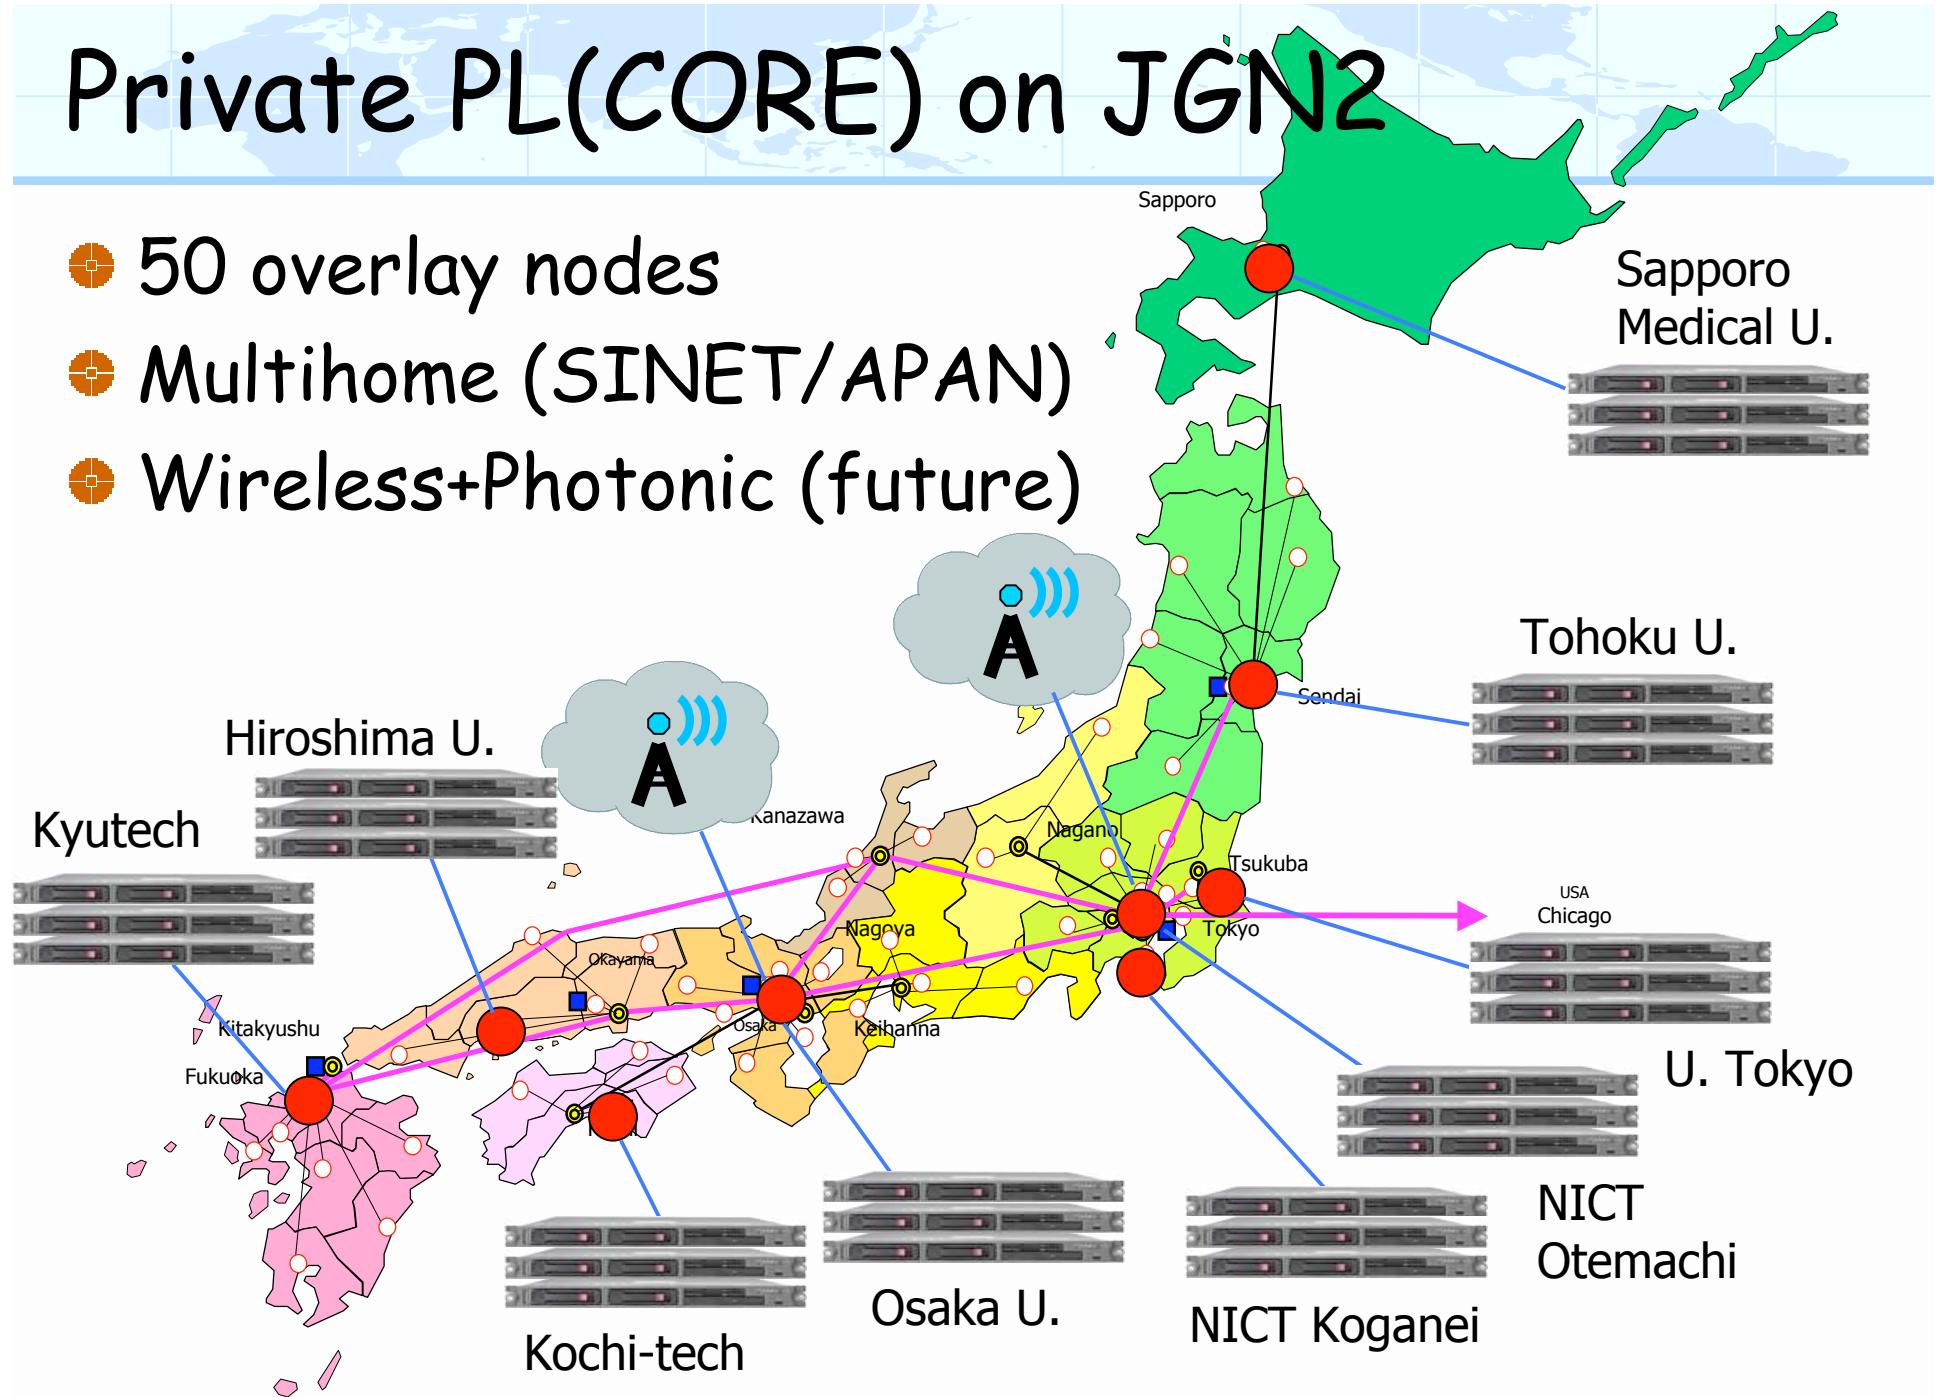 Private PL(CORE) on JGN2
50 overlay nodes
Multihome (SINET/APAN)
Wireless+Photonic (future)
Sapporo
Sapporo
Medical U.
Tohoku U.
Sendai
Hiroshima U.
Kyutech
Kanazawa
Nagano
Tsukuba
USA
Chicago
Nagoya
Tokyo
Okayama
Osaka
Keihanna
Kitakyushu
Fukuoka
U. Tokyo
NICT
Otemachi
NICT Koganei
Osaka U.
Kochi-tech